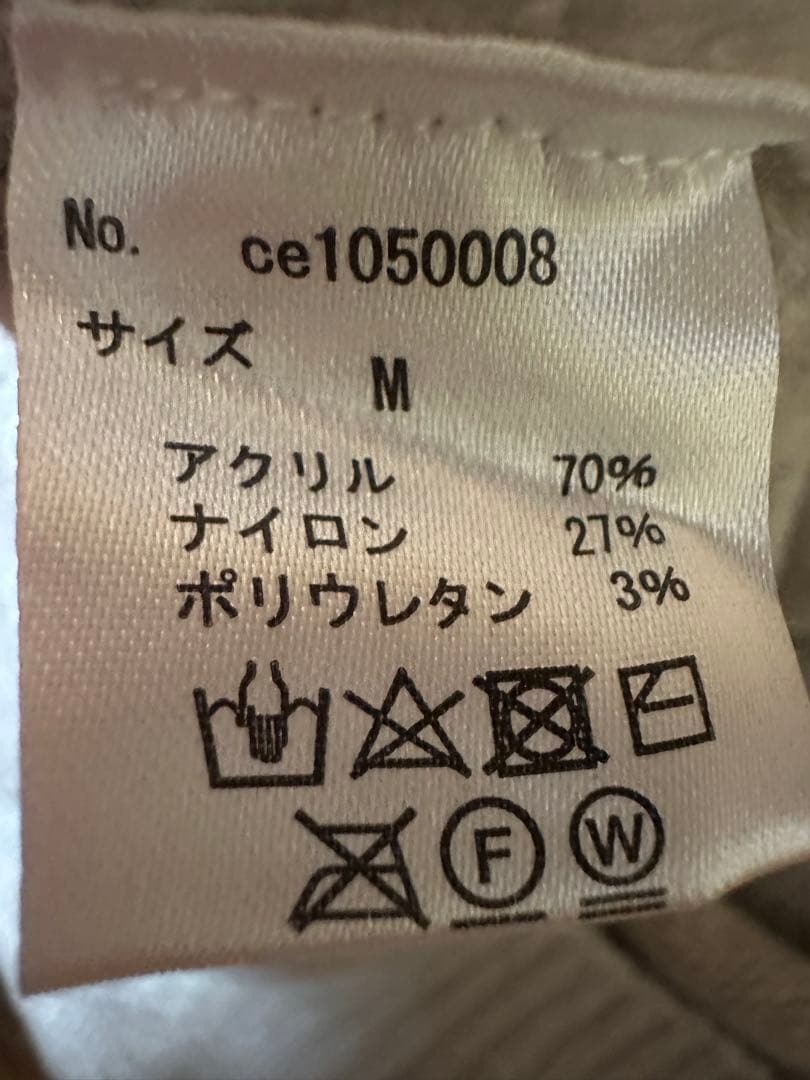 No. ce1050008
サイズ M
アクリル 70%
ナイロン 27%
ポリウレタン 3%
F W